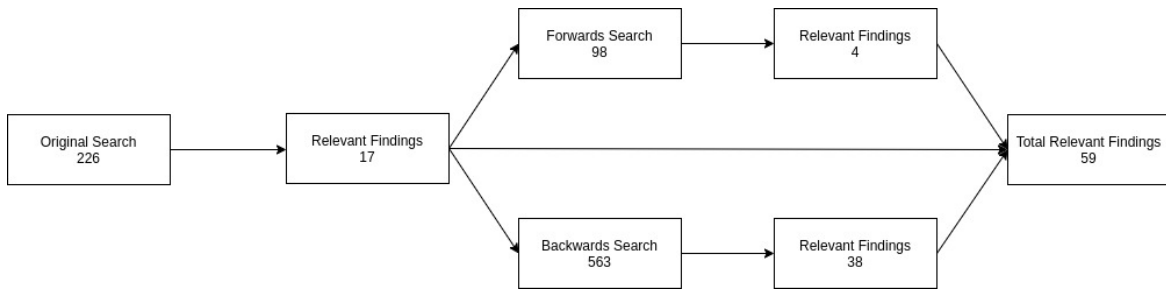 Forwards Search
98
Relevant Findings
4
Original Search
226
Relevant Findings
17
Total Relevant Findings
59
Backwards Search
563
Relevant Findings
38